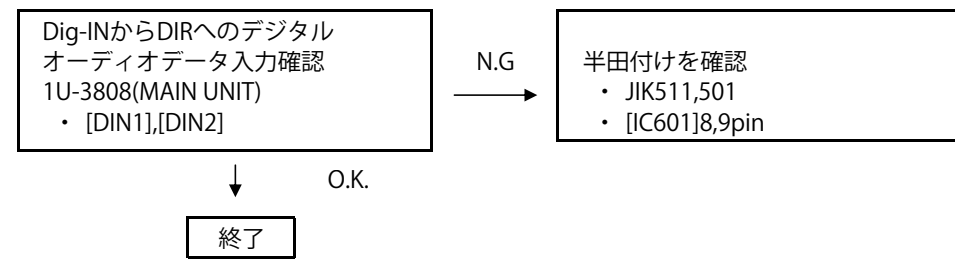 Dig-INからDIRへのデジタル
オーディオデータ入力確認
1U-3808(MAIN UNIT)
・ [DIN1],[DIN2]
N.G
半田付けを確認
・ JIK511,501
・ [IC601]8,9pin
O.K.
終了